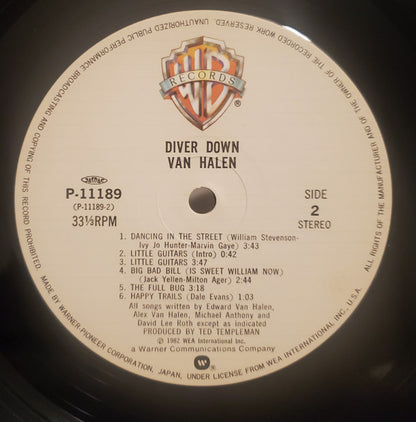 UNAUTHORIZED PUBLIC PERFORMANCE BROADCASTING AND COPYING OF THIS RECORD PROHIBITED. MADE BY WARNER-PIONEER CORPORATION, JAPAN, UNDER LICENSE FROM WEA INTERNATIONAL INC., U.S.A. ALL RIGHTS OF THE MANUFACTURER AND OF THE OWNER OF THE RECORDED WORK RESERVED.
WB
RECORDS
®
DIVER DOWN
VAN HALEN
P-11189
(P-11189-2)
33⅓RPM
SIDE
2
STEREO
1. DANCING IN THE STREET (William Stevenson-
Ivy Jo Hunter-Marvin Gaye) 3:43
2. LITTLE GUITARS (Intro) 0:42
3. LITTLE GUITARS 3:47
4. BIG BAD BILL (IS SWEET WILLIAM NOW)
(Jack Yellen-Milton Ager) 2:44
5. THE FULL BUG 3:18
6. HAPPY TRAILS (Dale Evans) 1:03
All songs written by Edward Van Halen,
Alex Van Halen, Michael Anthony and
David Lee Roth except as indicated
PRODUCED BY TED TEMPLEMAN
Ⓟ 1982 WEA International Inc.
a Warner Communications Company
®